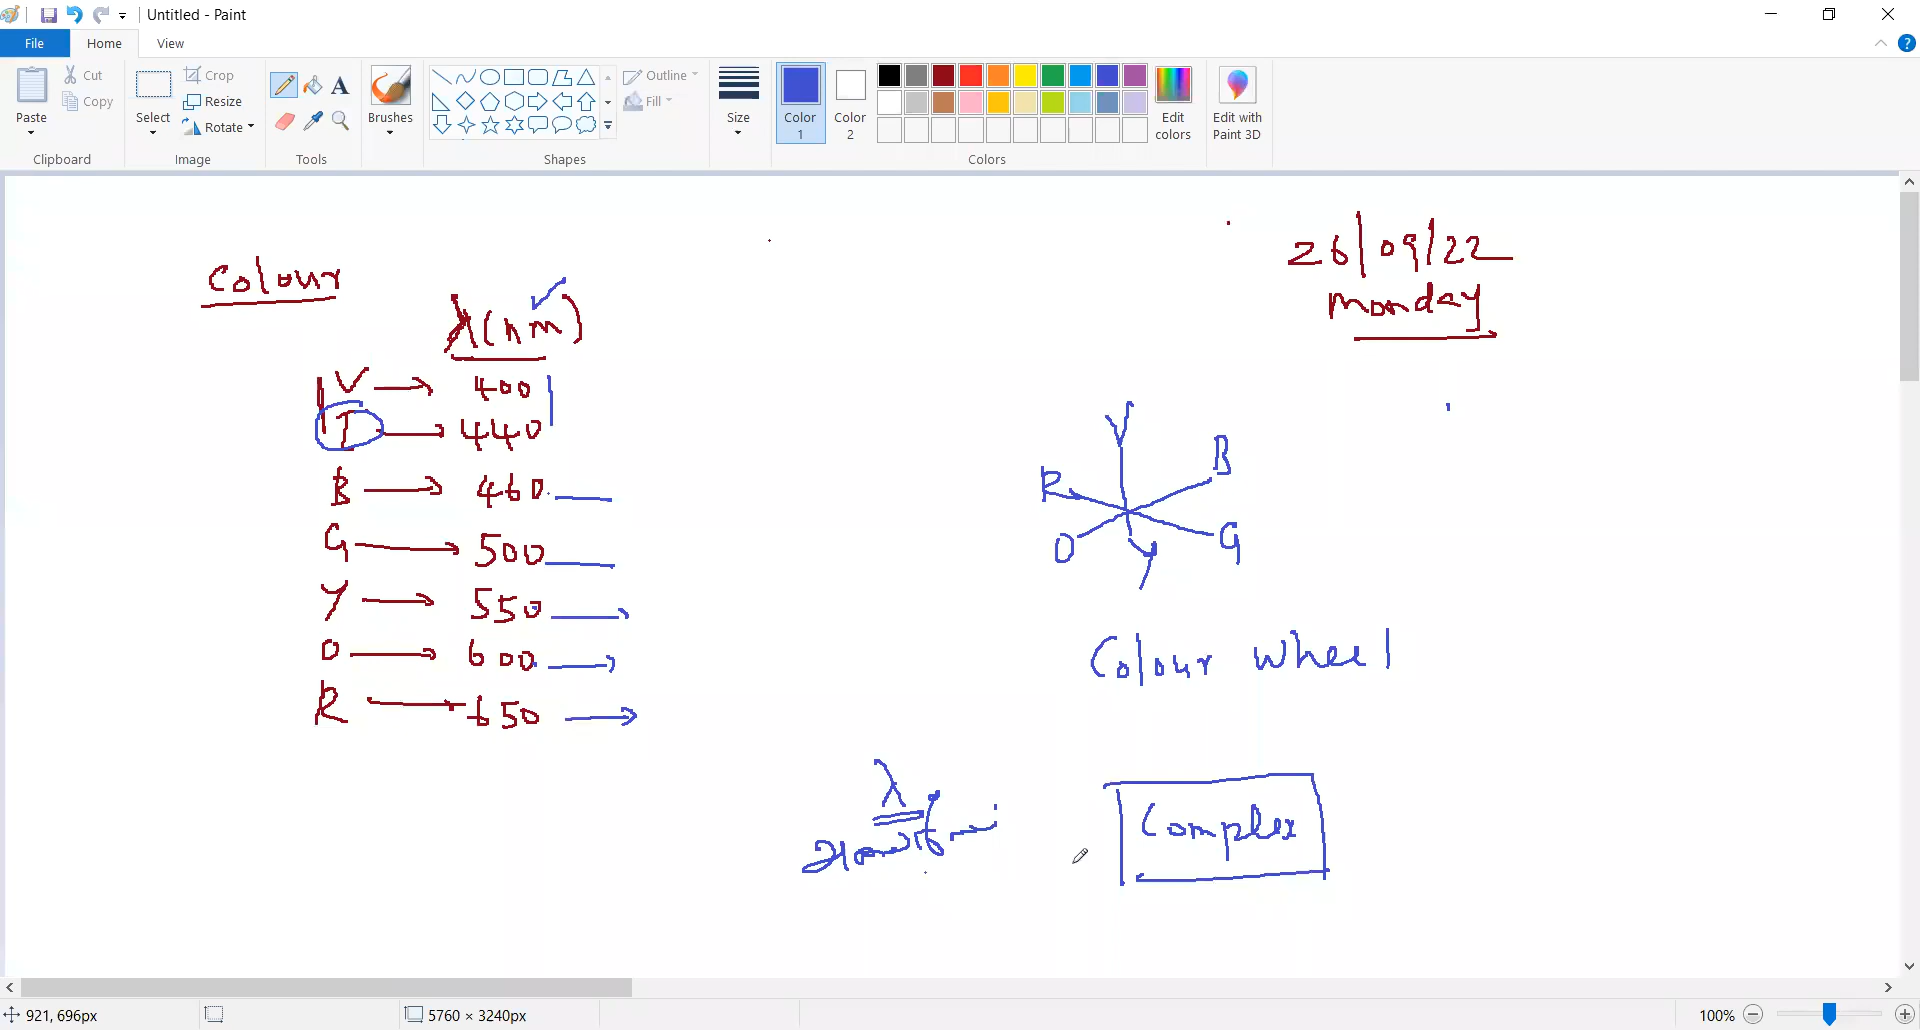 Untitled - Paint
File
Home
View
Paste
Cut
Copy
Clipboard
Select
Crop
Resize
Rotate
Image
A
Tools
Brushes
Outline
Fill
Shapes
Size
Color 1
Color 2
Edit colors
Colors
Edit with Paint 3D
26/09/22
Monday
Colour
λ(nm)
V → 400
I → 440
B → 460
G → 500
Y → 550
O → 600
R → 650
V
B
R
O
G
Y
Colour wheel
λ
Complex
921, 696px
5760 × 3240px
100%